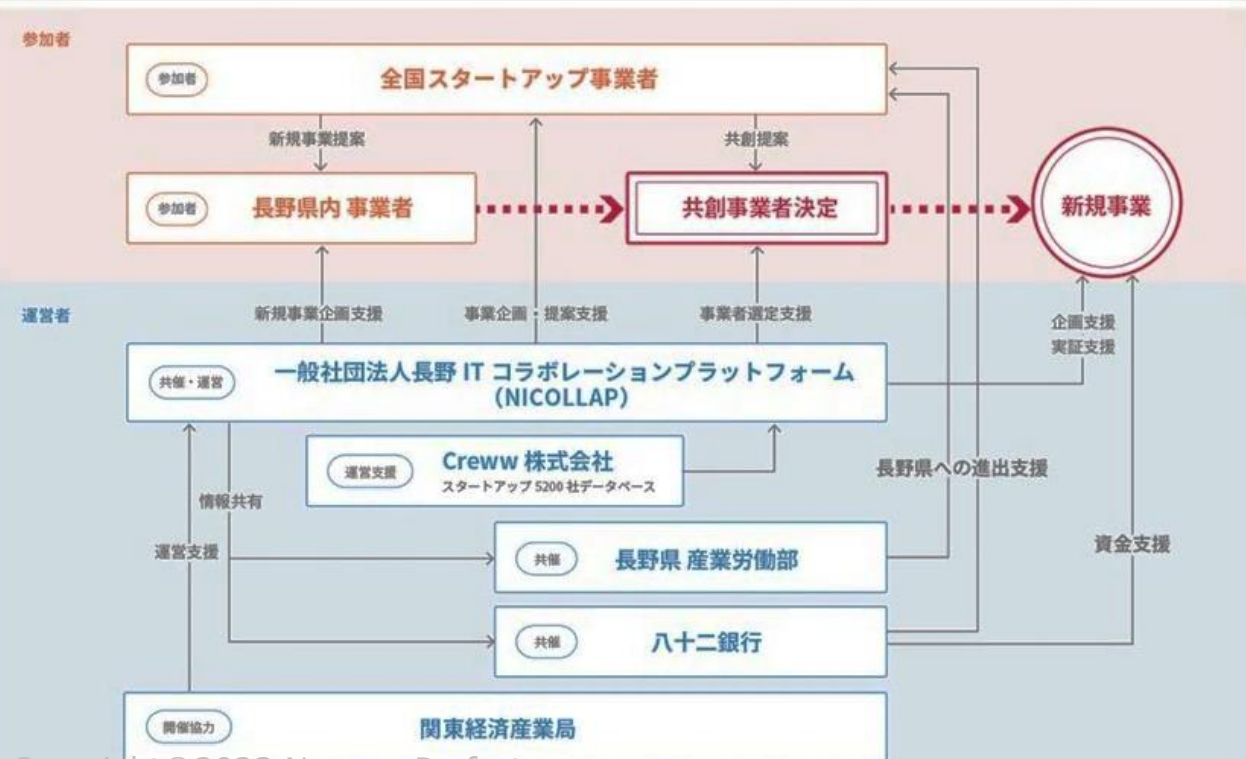 参加者
参加者
全国スタートアップ事業者
新規事業提案
共創提案
参加者
長野県内 事業者
共創事業者決定
新規事業
運営者
新規事業企画支援
事業企画・提案支援
事業者選定支援
企画支援
実証支援
共催・運営
一般社団法人長野 IT コラボレーションプラットフォーム
(NICOLLAP)
運営支援
Creww 株式会社
スタートアップ 5200 社データベース
長野県への進出支援
情報共有
運営支援
共催
長野県 産業労働部
資金支援
共催
八十二銀行
開催協力
関東経済産業局